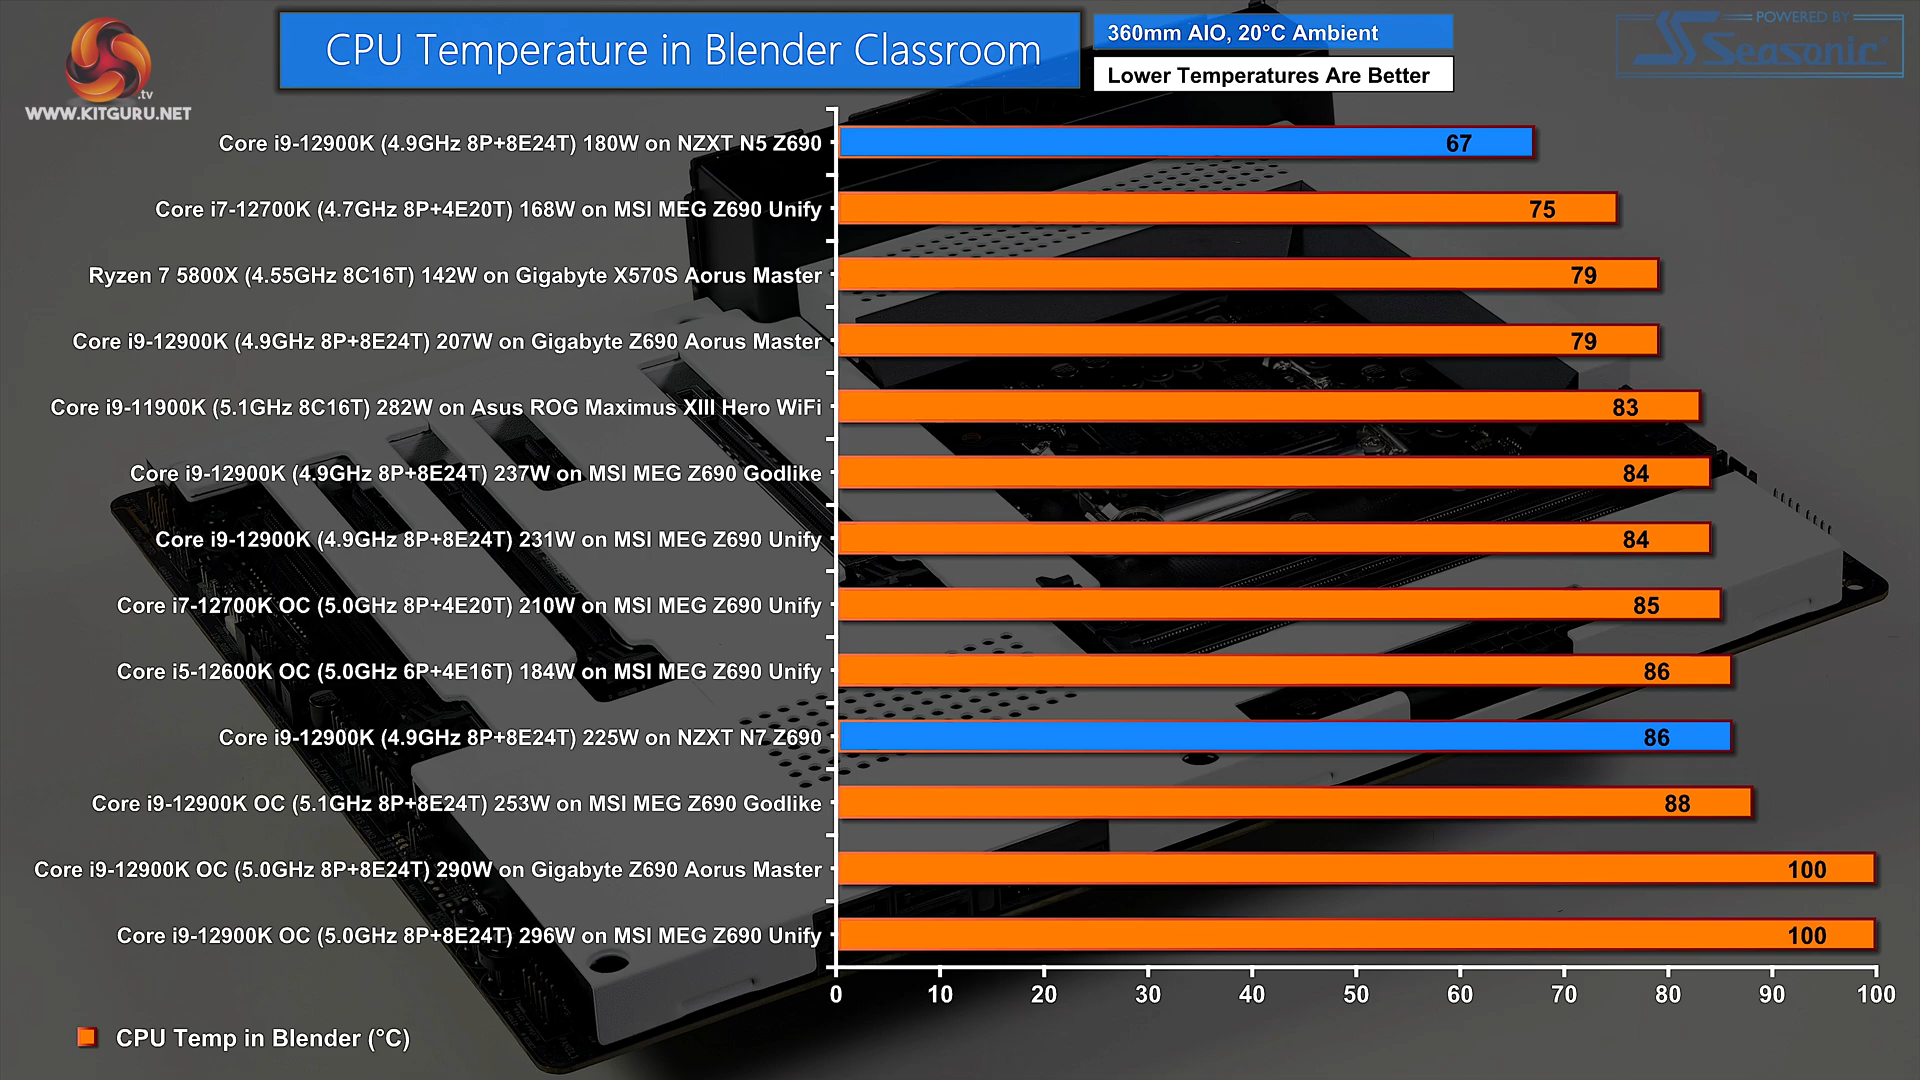 CPU Temperature in Blender Classroom
360mm AIO, 20°C Ambient
Lower Temperatures Are Better
POWERED BY
Seasonic
.tv
WWW.KITGURU.NET
Core i9-12900K (4.9GHz 8P+8E24T) 180W on NZXT N5 Z690 67
Core i7-12700K (4.7GHz 8P+4E20T) 168W on MSI MEG Z690 Unify 75
Ryzen 7 5800X (4.55GHz 8C16T) 142W on Gigabyte X570S Aorus Master 79
Core i9-12900K (4.9GHz 8P+8E24T) 207W on Gigabyte Z690 Aorus Master 79
Core i9-11900K (5.1GHz 8C16T) 282W on Asus ROG Maximus XIII Hero WiFi 83
Core i9-12900K (4.9GHz 8P+8E24T) 237W on MSI MEG Z690 Godlike 84
Core i9-12900K (4.9GHz 8P+8E24T) 231W on MSI MEG Z690 Unify 84
Core i7-12700K OC (5.0GHz 8P+4E20T) 210W on MSI MEG Z690 Unify 85
Core i5-12600K OC (5.0GHz 6P+4E16T) 184W on MSI MEG Z690 Unify 86
Core i9-12900K (4.9GHz 8P+8E24T) 225W on NZXT N7 Z690 86
Core i9-12900K OC (5.1GHz 8P+8E24T) 253W on MSI MEG Z690 Godlike 88
Core i9-12900K OC (5.0GHz 8P+8E24T) 290W on Gigabyte Z690 Aorus Master 100
Core i9-12900K OC (5.0GHz 8P+8E24T) 296W on MSI MEG Z690 Unify 100
0 10 20 30 40 50 60 70 80 90 100
CPU Temp in Blender (°C)